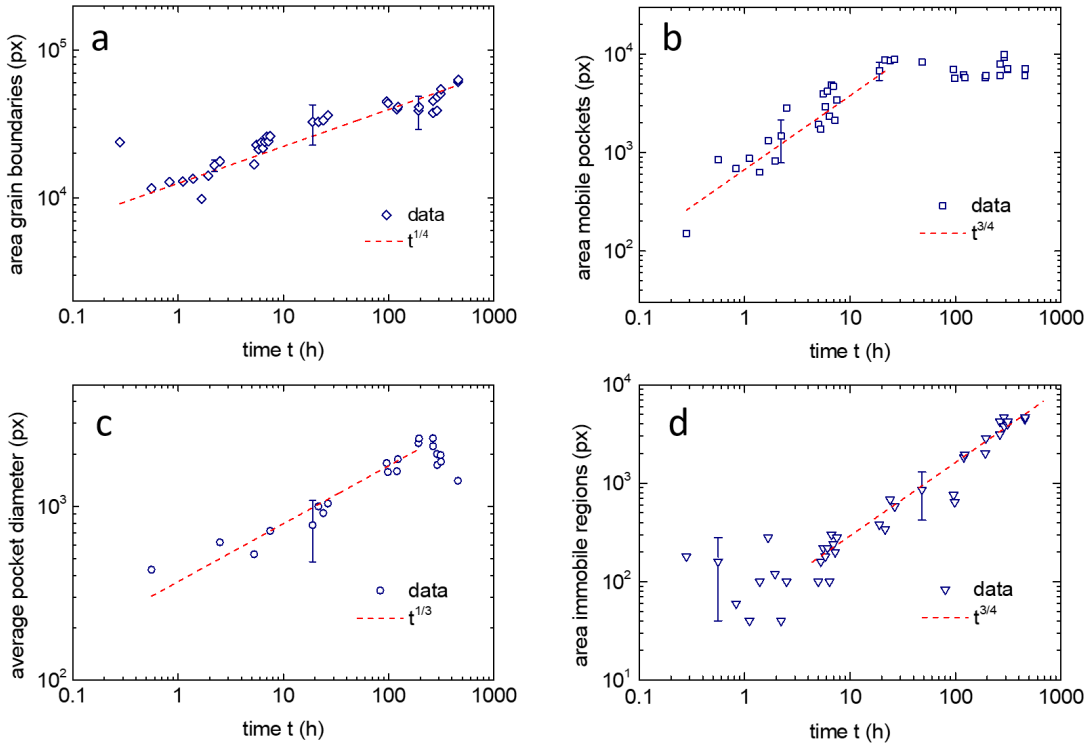 a
area grain boundaries (px)
10^5
10^4
data
t^1/4
0.1 1 10 100 1000
time t (h)
b
area mobile pockets (px)
10^4
10^3
10^2
data
t^3/4
0.1 1 10 100 1000
time t (h)
c
average pocket diameter (px)
10^3
10^2
data
t^1/3
0.1 1 10 100 1000
time t (h)
d
area immobile regions (px)
10^4
10^3
10^2
10^1
data
t^3/4
0.1 1 10 100 1000
time t (h)